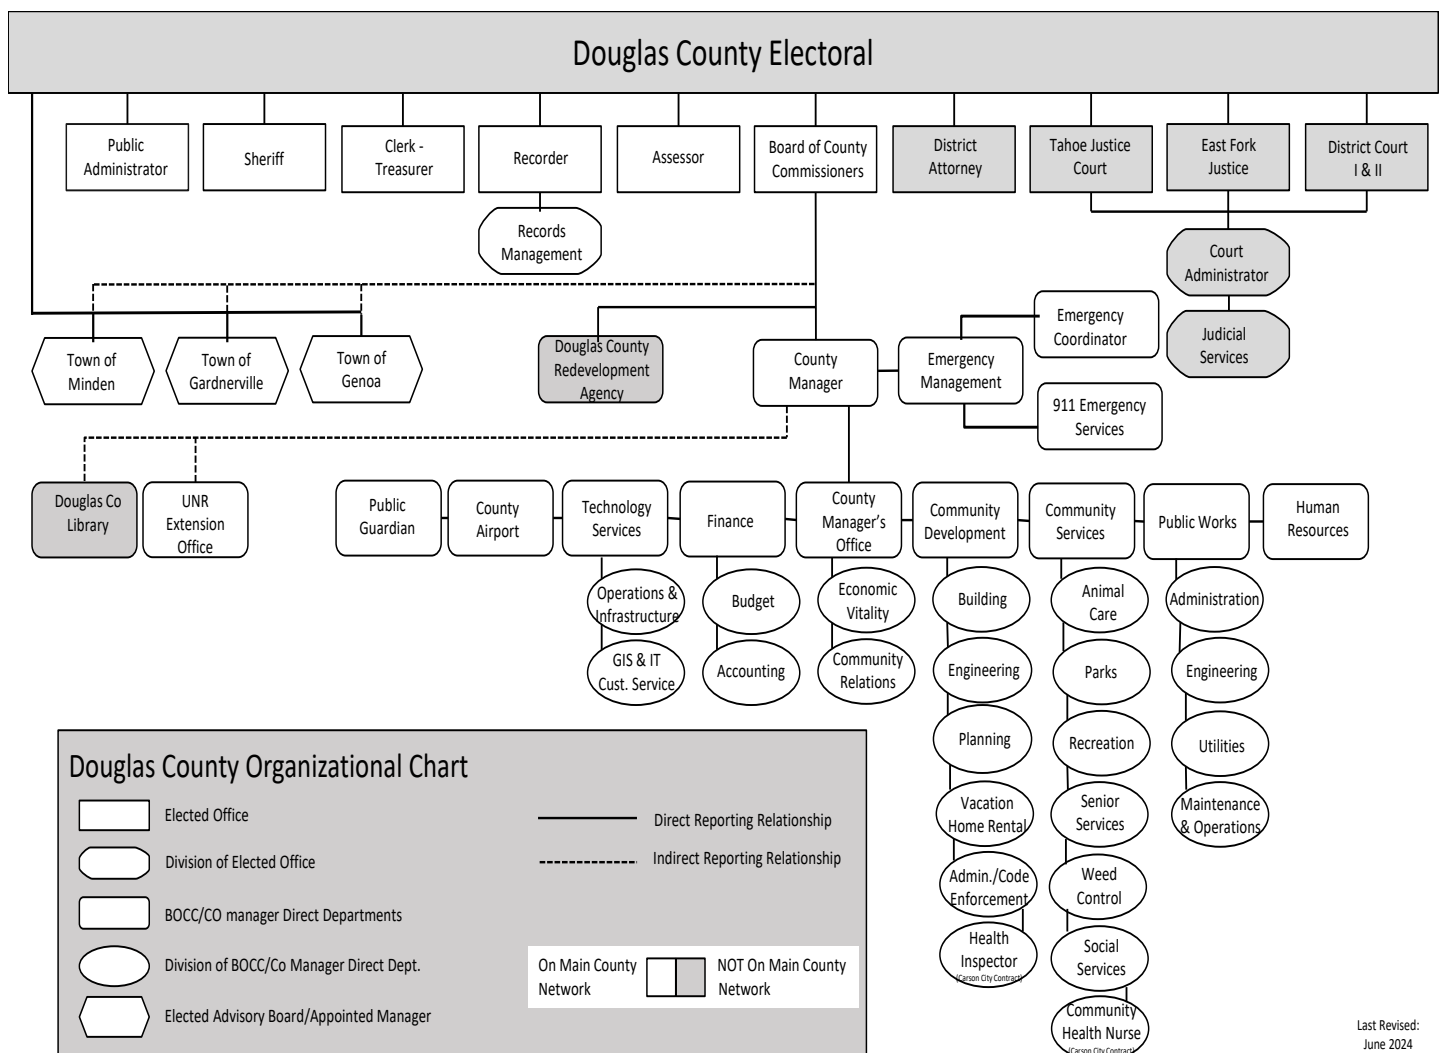 Douglas County Electoral
Public
Administrator
Sheriff
Clerk -
Treasurer
Recorder
Assessor
Board of County
Commissioners
District
Attorney
Tahoe Justice
Court
East Fork
Justice
District Court
I & II
Records
Management
Court
Administrator
Judicial
Services
Town of
Minden
Town of
Gardnerville
Town of
Genoa
Douglas County
Redevelopment
Agency
County
Manager
Emergency
Management
Emergency
Coordinator
911 Emergency
Services
Douglas Co
Library
UNR
Extension
Office
Public
Guardian
County
Airport
Technology
Services
Finance
County
Manager's
Office
Community
Development
Community
Services
Public Works
Human
Resources
Operations &
Infrastructure
GIS & IT
Cust. Service
Budget
Accounting
Economic
Vitality
Community
Relations
Building
Engineering
Planning
Vacation
Home Rental
Admin./Code
Enforcement
Health
Inspector
(Carson City Contract)
Animal
Care
Parks
Recreation
Senior
Services
Weed
Control
Social
Services
Community
Health Nurse
(Carson City Contract)
Administration
Engineering
Utilities
Maintenance
& Operations
Douglas County Organizational Chart
Elected Office
Division of Elected Office
BOCC/CO manager Direct Departments
Division of BOCC/Co Manager Direct Dept.
Elected Advisory Board/Appointed Manager
Direct Reporting Relationship
Indirect Reporting Relationship
On Main County
Network
NOT On Main County
Network
Last Revised:
June 2024